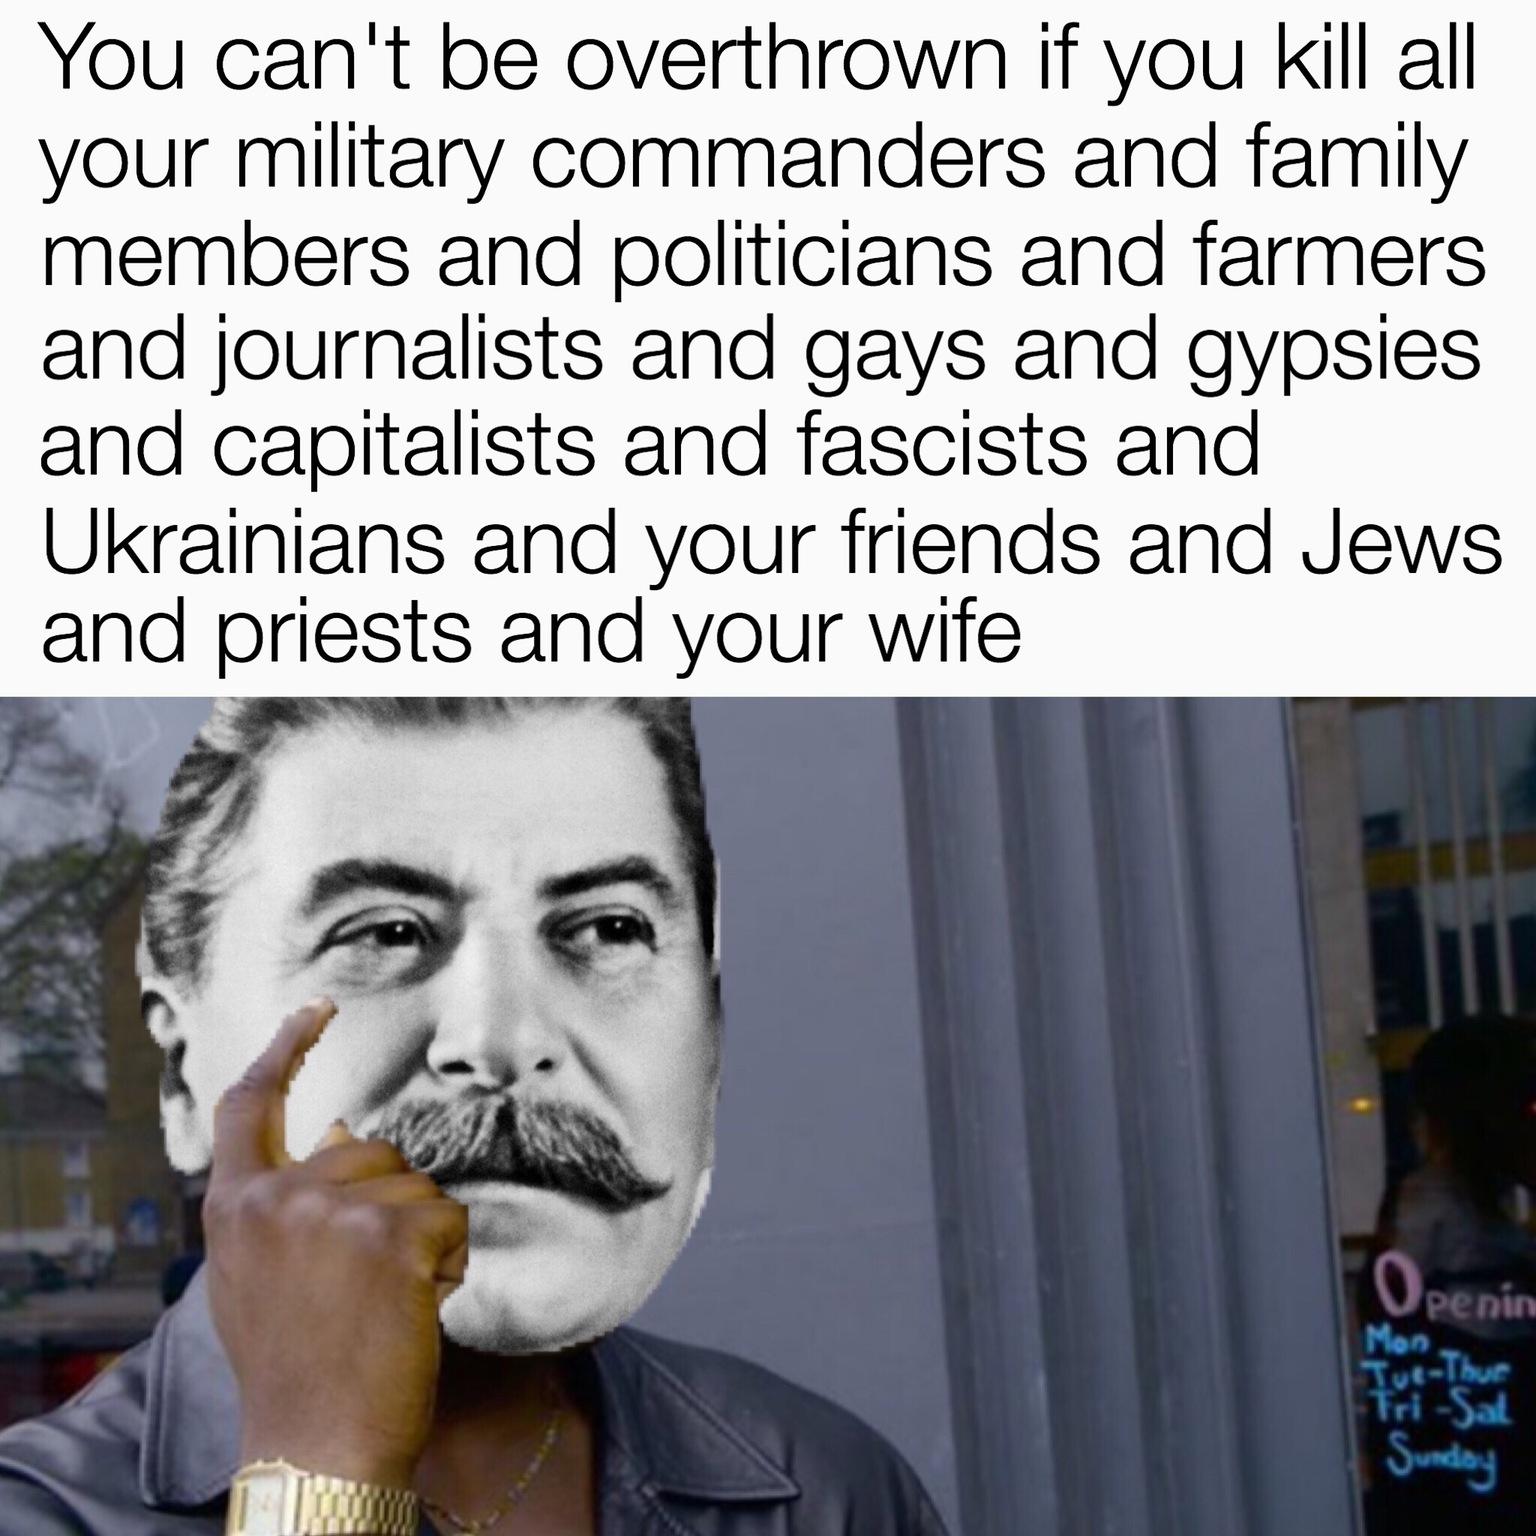 You can't be overthrown if you kill all
your military commanders and family
members and politicians and farmers
and journalists and gays and gypsies
and capitalists and fascists and
Ukrainians and your friends and Jews
and priests and your wife
Openin
Mon
Tue-Thur
Fri -Sat
Sunday